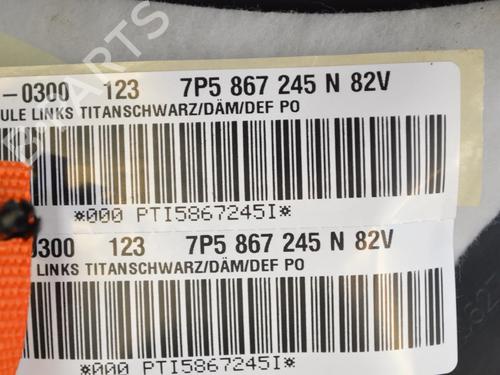 -0300 123 7P5 867 245 N 82V
ULE LINKS TITANSCHWARZ/DÄM/DEF PO
*000 PTI5867245I*
0300 123 7P5 867 245 N 82V
LINKS TITANSCHWARZ/DÄM/DEF PO
*000 PTI5867245I*